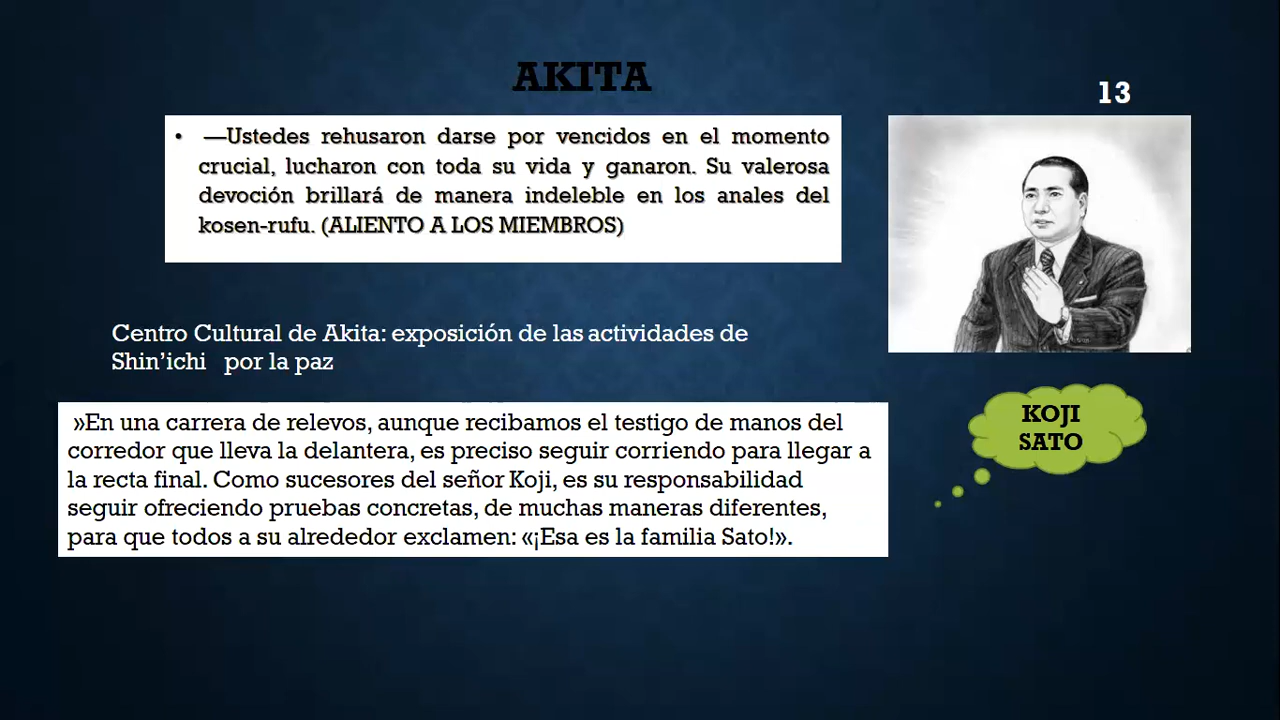 AKITA
13
• —Ustedes rehusaron darse por vencidos en el momento
crucial, lucharon con toda su vida y ganaron. Su valerosa
devoción brillará de manera indeleble en los anales del
kosen-rufu. (ALIENTO A LOS MIEMBROS)
Centro Cultural de Akita: exposición de las actividades de
Shin’ichi por la paz
KOJI
SATO
»En una carrera de relevos, aunque recibamos el testigo de manos del
corredor que lleva la delantera, es preciso seguir corriendo para llegar a
la recta final. Como sucesores del señor Koji, es su responsabilidad
seguir ofreciendo pruebas concretas, de muchas maneras diferentes,
para que todos a su alrededor exclamen: «¡Esa es la familia Sato!».